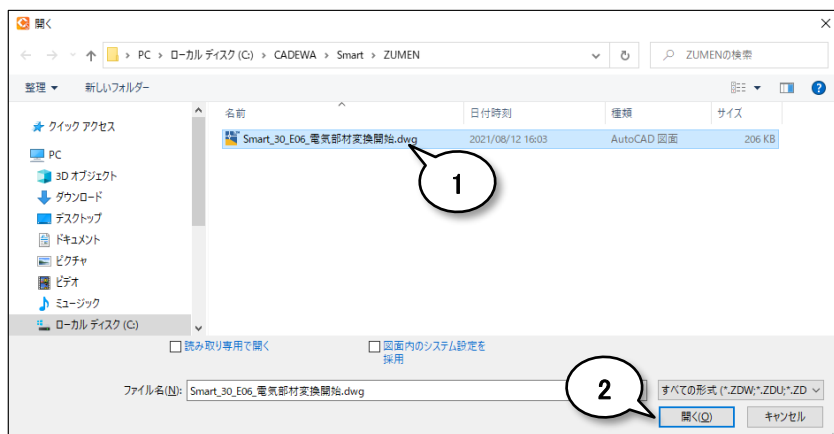 開く
PC › ローカル ディスク (C:) › CADEWA › Smart › ZUMEN
ZUMENの検索
整理 新しいフォルダー
名前 日付時刻 種類 サイズ
クイック アクセス
Smart_30_E06_電気部材変換開始.dwg 2021/08/12 16:03 AutoCAD 図面 206 KB
PC
3D オブジェクト
ダウンロード
デスクトップ
ドキュメント
ピクチャ
ビデオ
ミュージック
ローカル ディスク (C:)
1
読み取り専用で開く
図面内のシステム設定を
採用
ファイル名(N): Smart_30_E06_電気部材変換開始.dwg
すべての形式 (*.ZDW;*.ZDU;*.ZD
2
開く(O) キャンセル